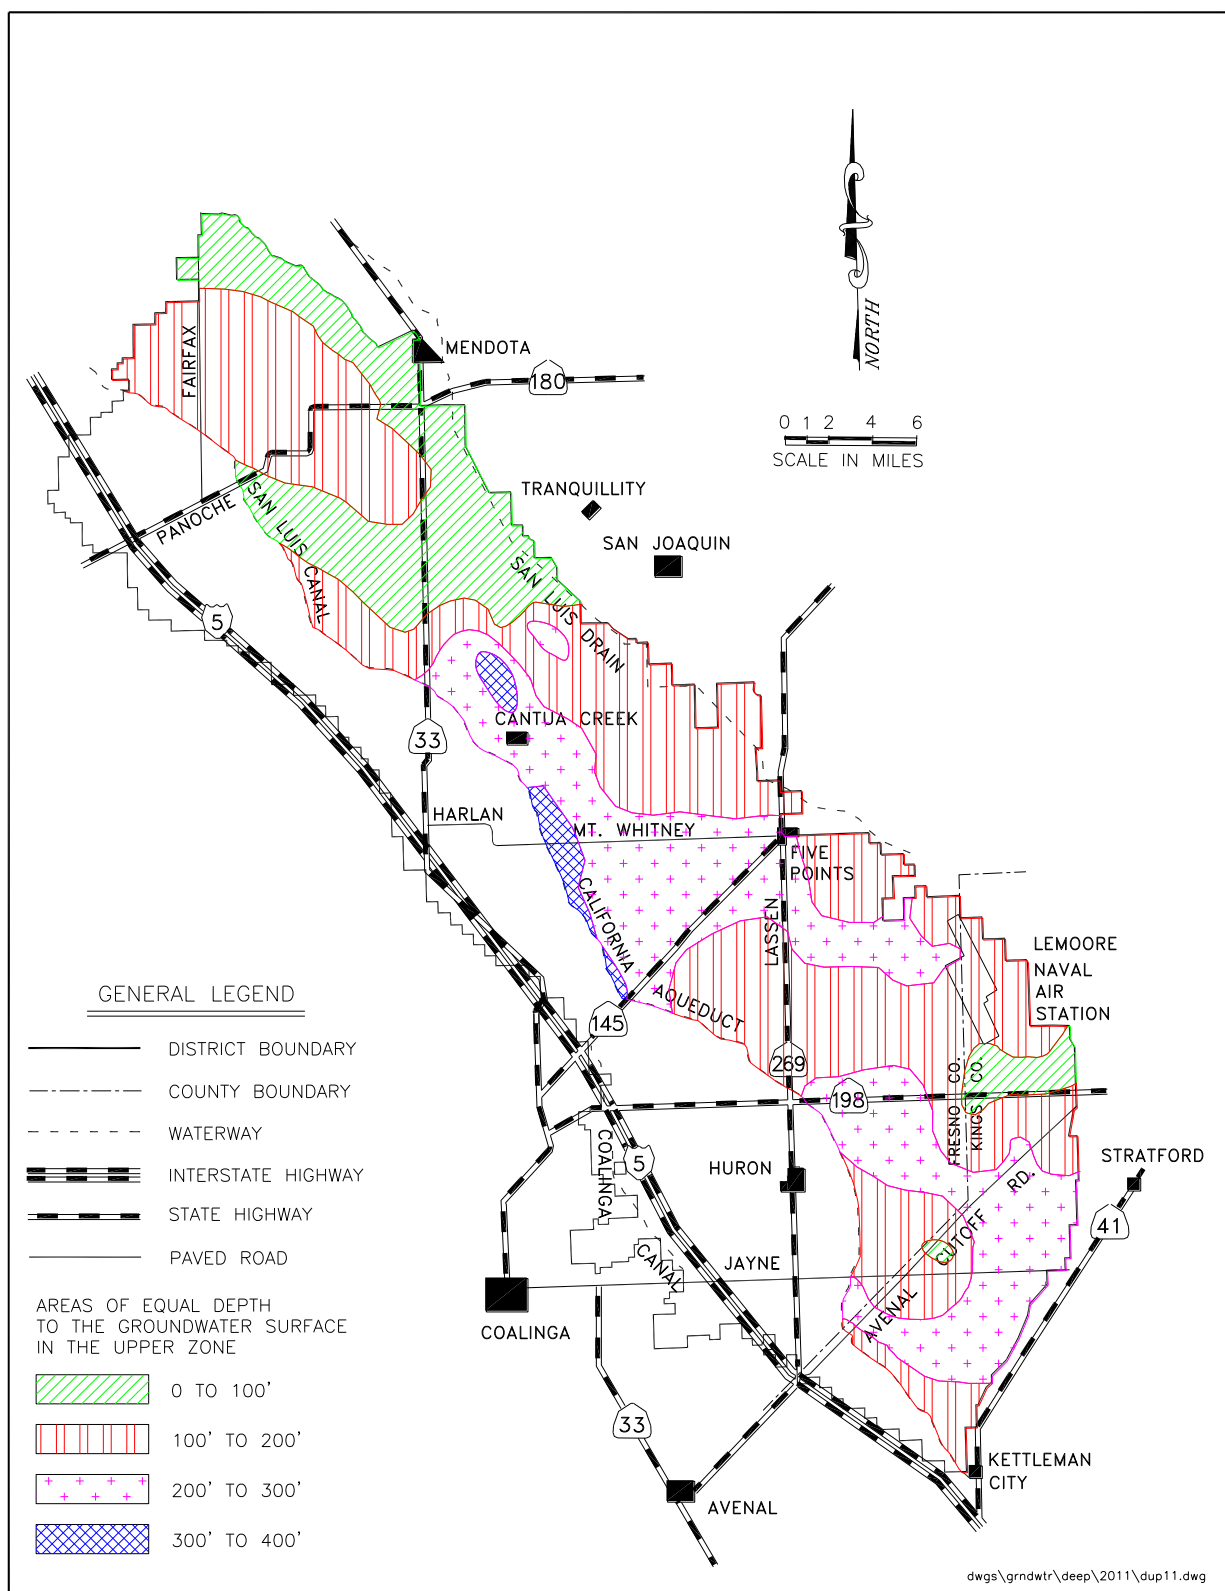 NORTH
MENDOTA
180
FAIRFAX
0 1 2 4 6
SCALE IN MILES
TRANQUILLITY
PANOCHE
SAN LUIS CANAL
SAN JOAQUIN
SAN LUIS DRAIN
5
CANTUA CREEK
33
HARLAN
MT. WHITNEY
FIVE
POINTS
CALIFORNIA
AQUEDUCT
LASSEN
LEMOORE
NAVAL
AIR
STATION
145
269
198
FRESNO CO.
KINGS CO.
COALINGA
CANAL
5
HURON
STRATFORD
41
AVENAL CUTOFF RD.
JAYNE
COALINGA
33
AVENAL
KETTLEMAN
CITY
GENERAL LEGEND
DISTRICT BOUNDARY
COUNTY BOUNDARY
WATERWAY
INTERSTATE HIGHWAY
STATE HIGHWAY
PAVED ROAD
AREAS OF EQUAL DEPTH
TO THE GROUNDWATER SURFACE
IN THE UPPER ZONE
0 TO 100'
100' TO 200'
200' TO 300'
300' TO 400'
dwgs\grndwtr\deep\2011\dup11.dwg